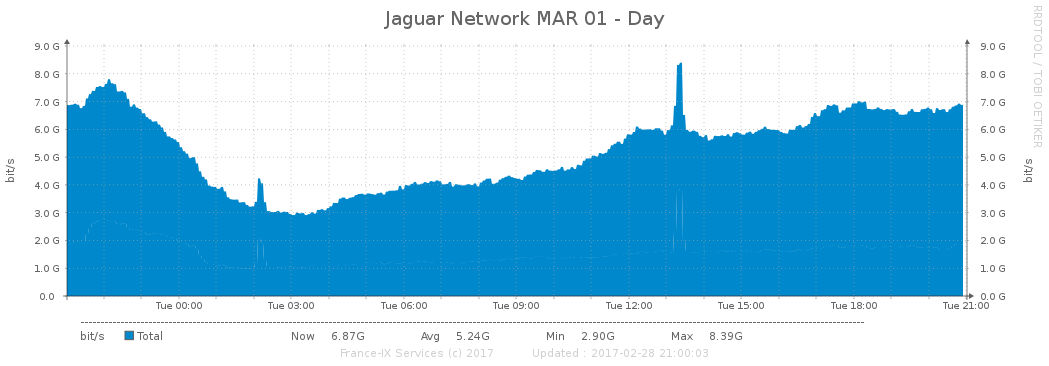 Jaguar Network MAR 01 - Day
RRDTOOL / TOBI OETIKER
bit/s
9.0 G
8.0 G
7.0 G
6.0 G
5.0 G
4.0 G
3.0 G
2.0 G
1.0 G
0.0
9.0 G
8.0 G
7.0 G
6.0 G
5.0 G
4.0 G
3.0 G
2.0 G
1.0 G
0.0 G
bit/s
Tue 00:00 Tue 03:00 Tue 06:00 Tue 09:00 Tue 12:00 Tue 15:00 Tue 18:00 Tue 21:00
bit/s Total Now 6.87G Avg 5.24G Min 2.90G Max 8.39G
France-IX Services (c) 2017 Updated : 2017-02-28 21:00:03